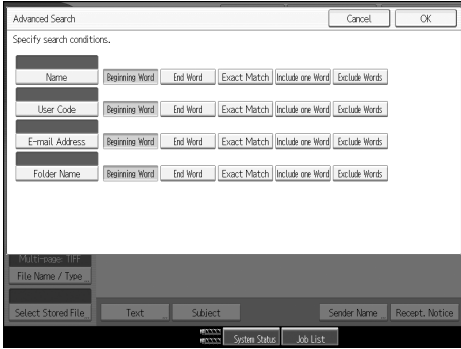 Advanced Search Cancel OK
Specify search conditions.
Name Beginning Word End Word Exact Match Include one Word Exclude Words
User Code Beginning Word End Word Exact Match Include one Word Exclude Words
E-mail Address Beginning Word End Word Exact Match Include one Word Exclude Words
Folder Name Beginning Word End Word Exact Match Include one Word Exclude Words
Multi-page: TIFF
File Name / Type
Select Stored File Text Subject Sender Name Recept. Notice
System Status Job List